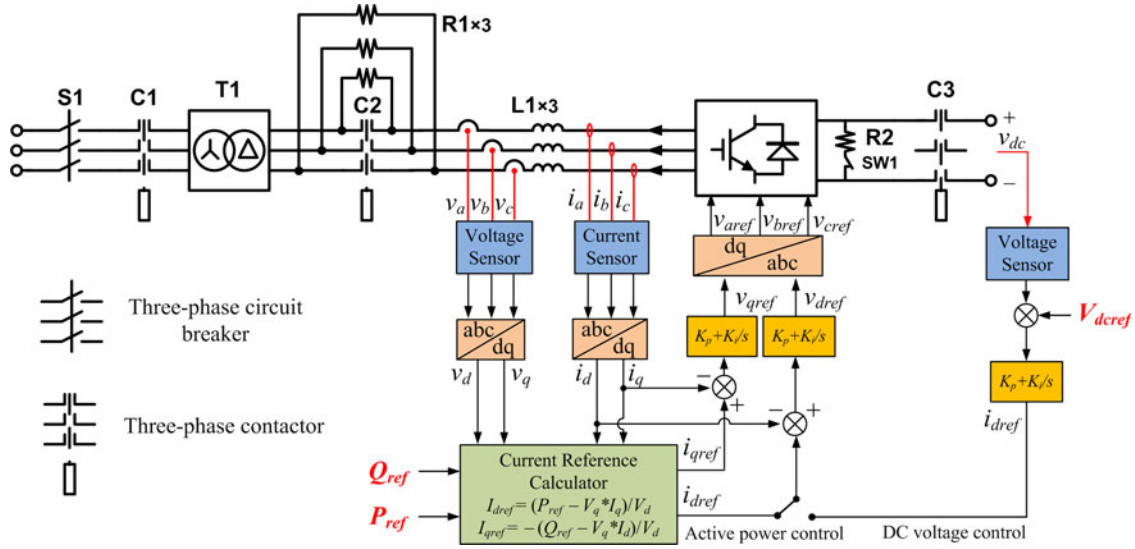 R1×3
S1
C1
T1
C2
L1×3
C3
R2
SW1
+
v_dc
−
v_a v_b v_c
i_a i_b i_c
v_aref v_bref v_cref
Voltage
Sensor
Current
Sensor
dq
abc
Voltage
Sensor
v_qref
v_dref
V_dcref
Three-phase circuit
breaker
abc
dq
abc
dq
K_p+K_i/s
K_p+K_i/s
K_p+K_i/s
v_d
v_q
i_d
i_q
−
+
−
+
i_dref
Three-phase contactor
i_qref
Q_ref
Current Reference
Calculator
I_dref=(P_ref−V_q*I_q)/V_d
I_qref=−(Q_ref−V_q*I_d)/V_d
i_dref
P_ref
Active power control
DC voltage control